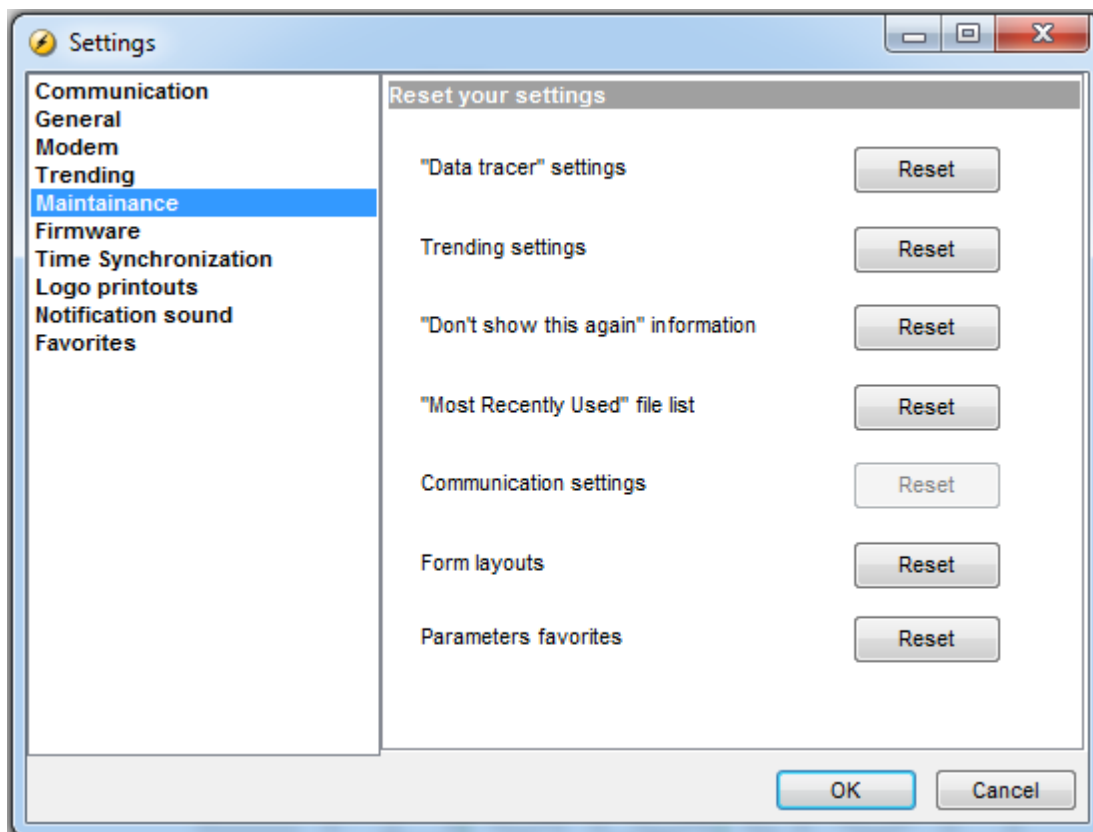 Settings
Communication
General
Modem
Trending
Maintainance
Firmware
Time Synchronization
Logo printouts
Notification sound
Favorites
Reset your settings
"Data tracer" settings Reset
Trending settings Reset
"Don't show this again" information Reset
"Most Recently Used" file list Reset
Communication settings Reset
Form layouts Reset
Parameters favorites Reset
OK Cancel